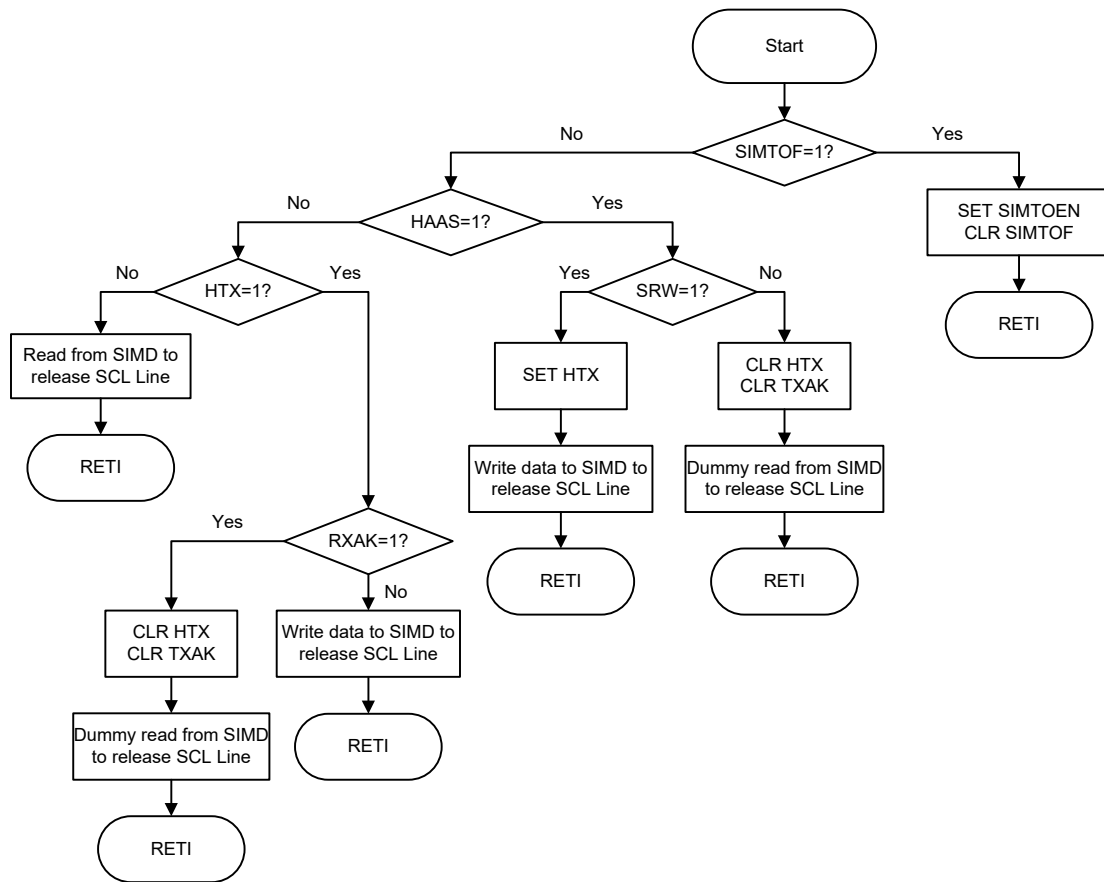 Start
No
Yes
SIMTOF=1?
No
HAAS=1?
Yes
SET SIMTOEN
CLR SIMTOF
No
HTX=1?
Yes
Yes
SRW=1?
No
RETI
Read from SIMD to
release SCL Line
SET HTX
CLR HTX
CLR TXAK
RETI
Write data to SIMD to
release SCL Line
Dummy read from SIMD
to release SCL Line
Yes
RXAK=1?
RETI
RETI
No
CLR HTX
CLR TXAK
Write data to SIMD to
release SCL Line
Dummy read from SIMD
to release SCL Line
RETI
RETI